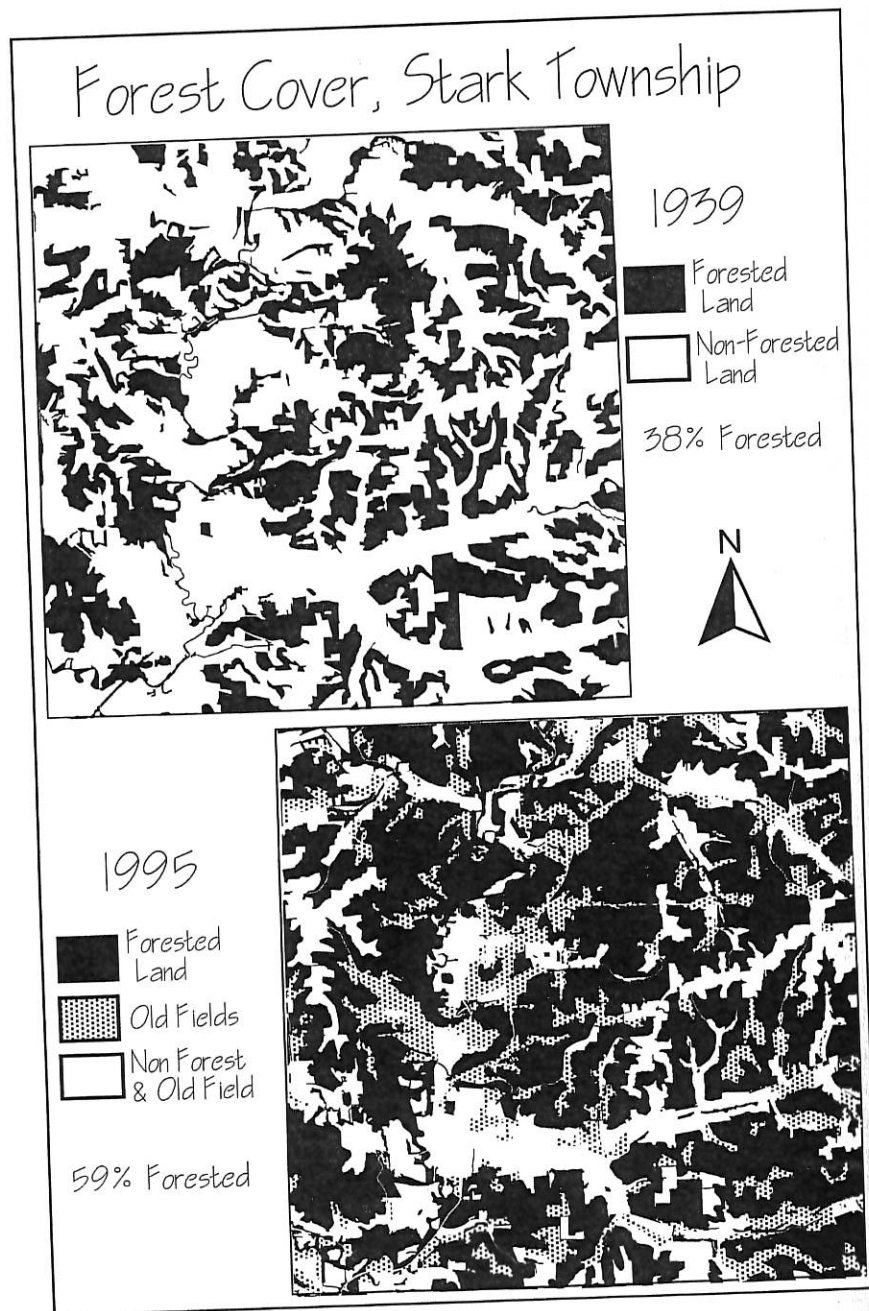 Forest Cover, Stark Township
1939
Forested
Land
Non-Forested
Land
38% Forested
N
1995
Forested
Land
Old Fields
Non Forest
& Old Field
59% Forested